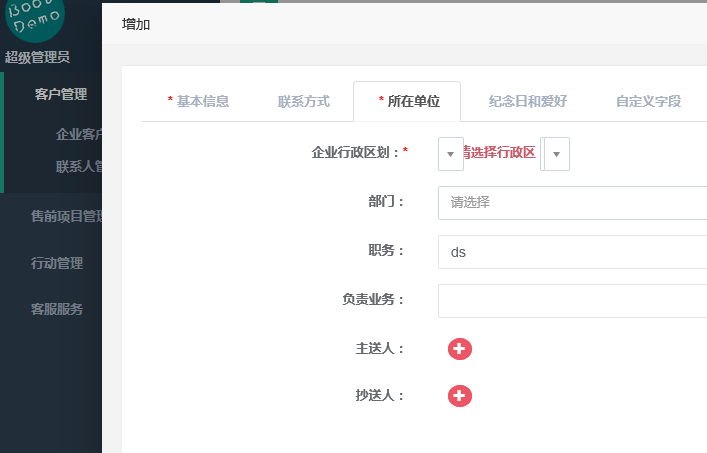 Demo
超级管理员
客户管理
企业客户
联系人管
售前项目管理
行动管理
客服服务
增加
* 基本信息
联系方式
* 所在单位
纪念日和爱好
自定义字段
企业行政区划：*
请选择行政区
部门：
请选择
职务：
ds
负责业务：
主送人：
抄送人：